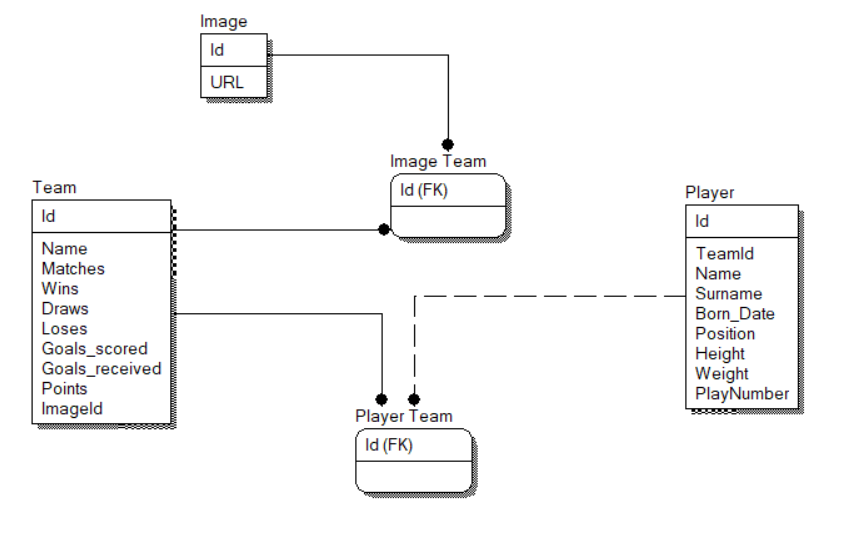 Image
Id
URL
Image Team
Id (FK)
Team
Id
Name
Matches
Wins
Draws
Loses
Goals_scored
Goals_received
Points
ImageId
Player
Id
TeamId
Name
Surname
Born_Date
Position
Height
Weight
PlayNumber
Player Team
Id (FK)